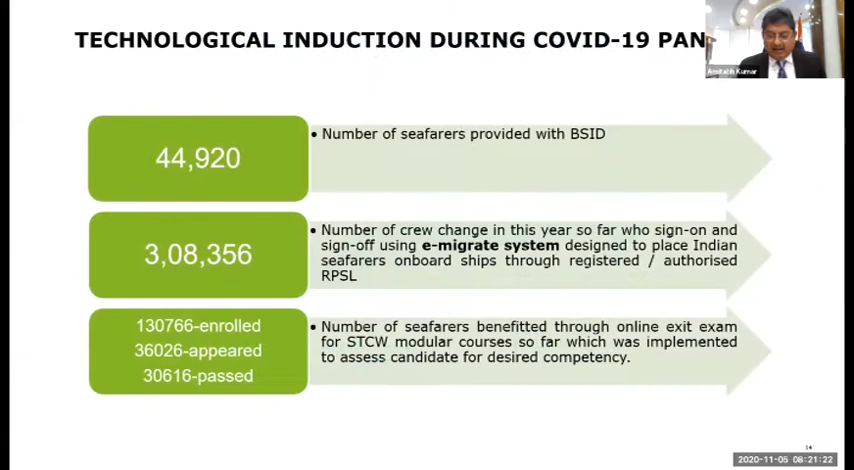 TECHNOLOGICAL INDUCTION DURING COVID-19 PAN
Amitabh Kumar
44,920
• Number of seafarers provided with BSID
3,08,356
• Number of crew change in this year so far who sign-on and
sign-off using e-migrate system designed to place Indian
seafarers onboard ships through registered / authorised
RPSL
130766-enrolled
36026-appeared
30616-passed
• Number of seafarers benefitted through online exit exam
for STCW modular courses so far which was implemented
to assess candidate for desired competency.
14
2020-11-05 08:21:22